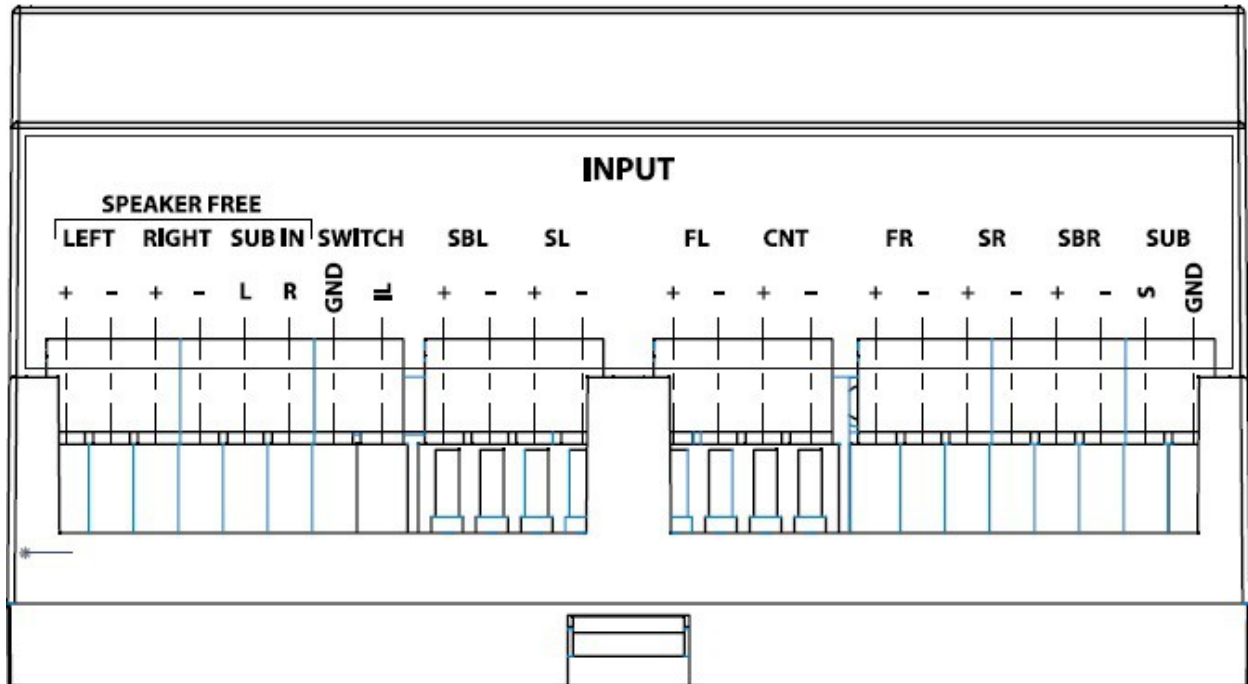 INPUT
SPEAKER FREE
LEFT RIGHT SUB IN SWITCH SBL SL FL CNT FR SR SBR SUB
+ - + - L R GND IL + - + - + - + - + - + - + - S GND